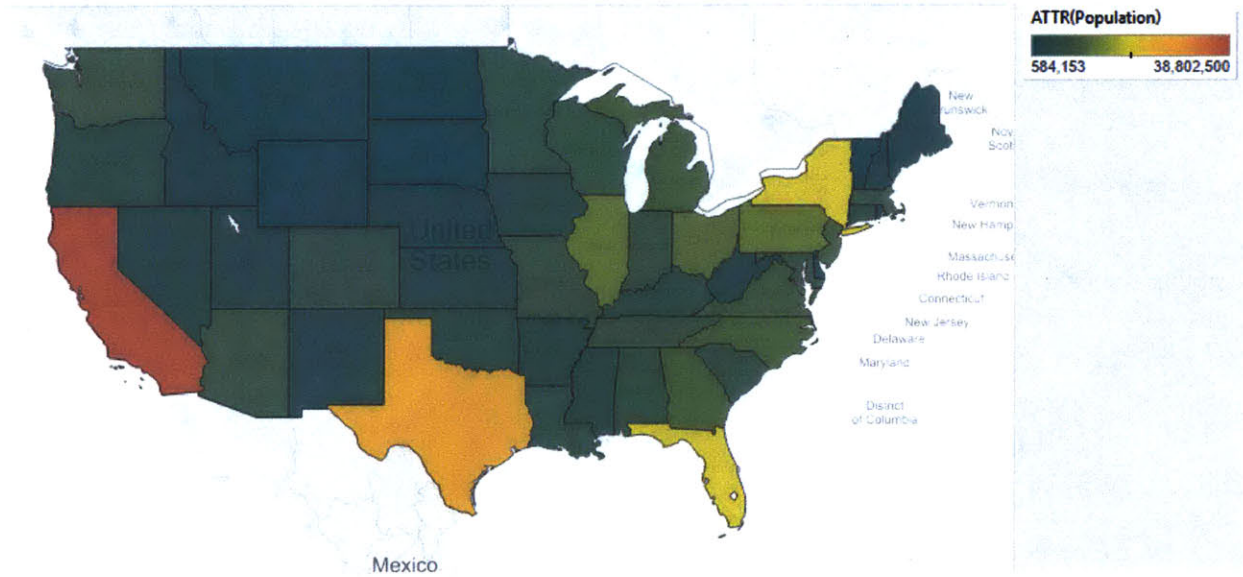 ATTR(Population)
584,153 38,802,500
New
runswick
Nov
Scot
Vermon
New Hamp
Massachuse
Rhode Island
Connecticut
New Jersey
Delaware
Maryland
District
of Columbia
United
States
Mexico